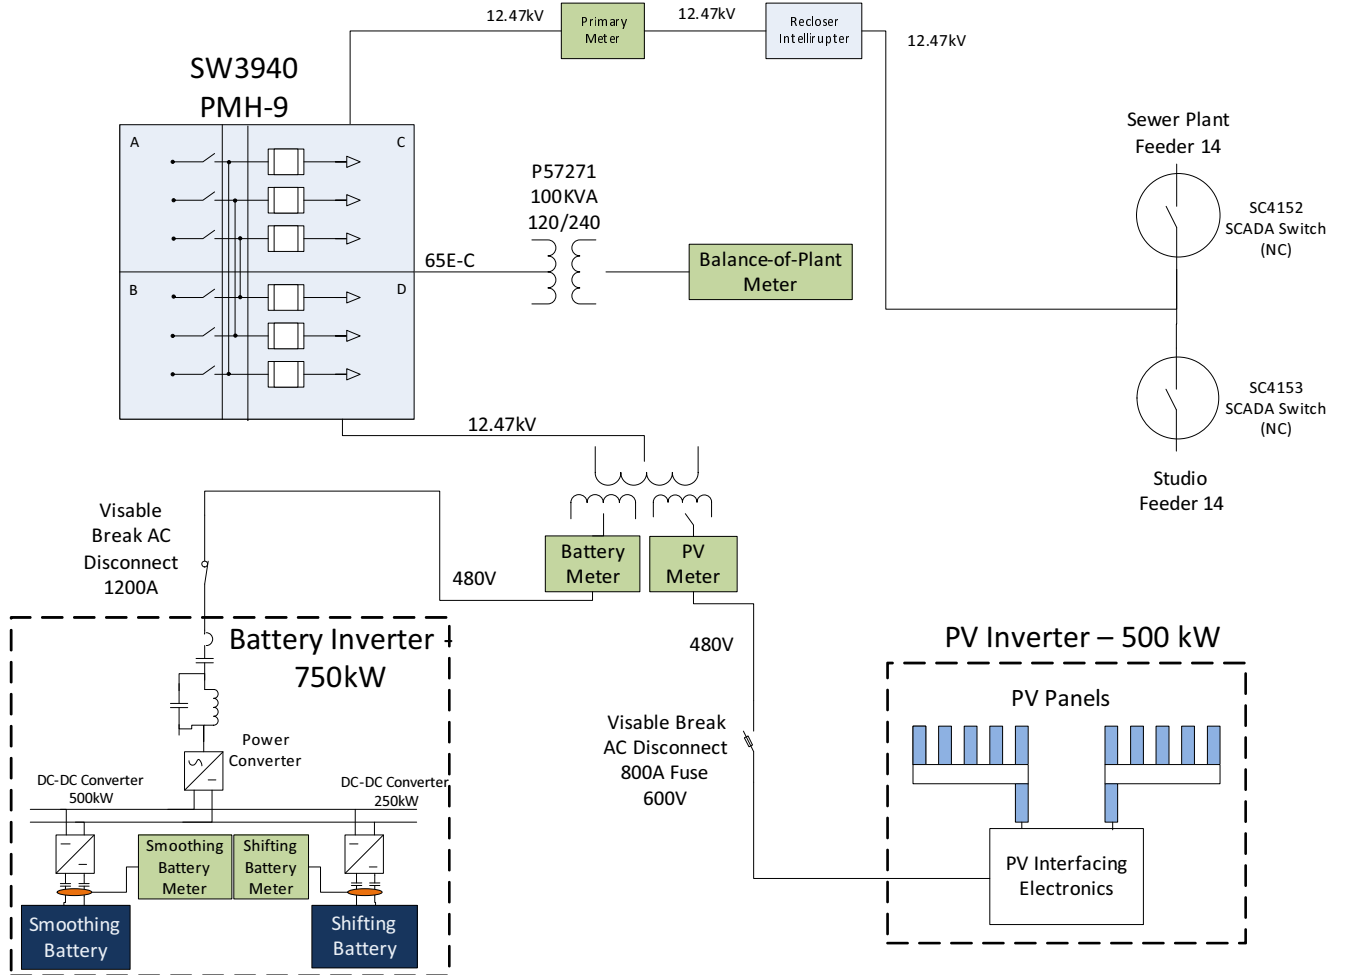 12.47kV
Primary
Meter
12.47kV
Recloser
Intellirupter
12.47kV
SW3940
PMH-9
A
C
B
D
65E-C
P57271
100KVA
120/240
Balance-of-Plant
Meter
Sewer Plant
Feeder 14
SC4152
SCADA Switch
(NC)
SC4153
SCADA Switch
(NC)
Studio
Feeder 14
12.47kV
Visable
Break AC
Disconnect
1200A
480V
Battery
Meter
PV
Meter
480V
Battery Inverter -
750kW
Power
Converter
DC-DC Converter
500kW
DC-DC Converter
250kW
Smoothing
Battery
Meter
Shifting
Battery
Meter
Smoothing
Battery
Shifting
Battery
Visable Break
AC Disconnect
800A Fuse
600V
PV Inverter – 500 kW
PV Panels
PV Interfacing
Electronics